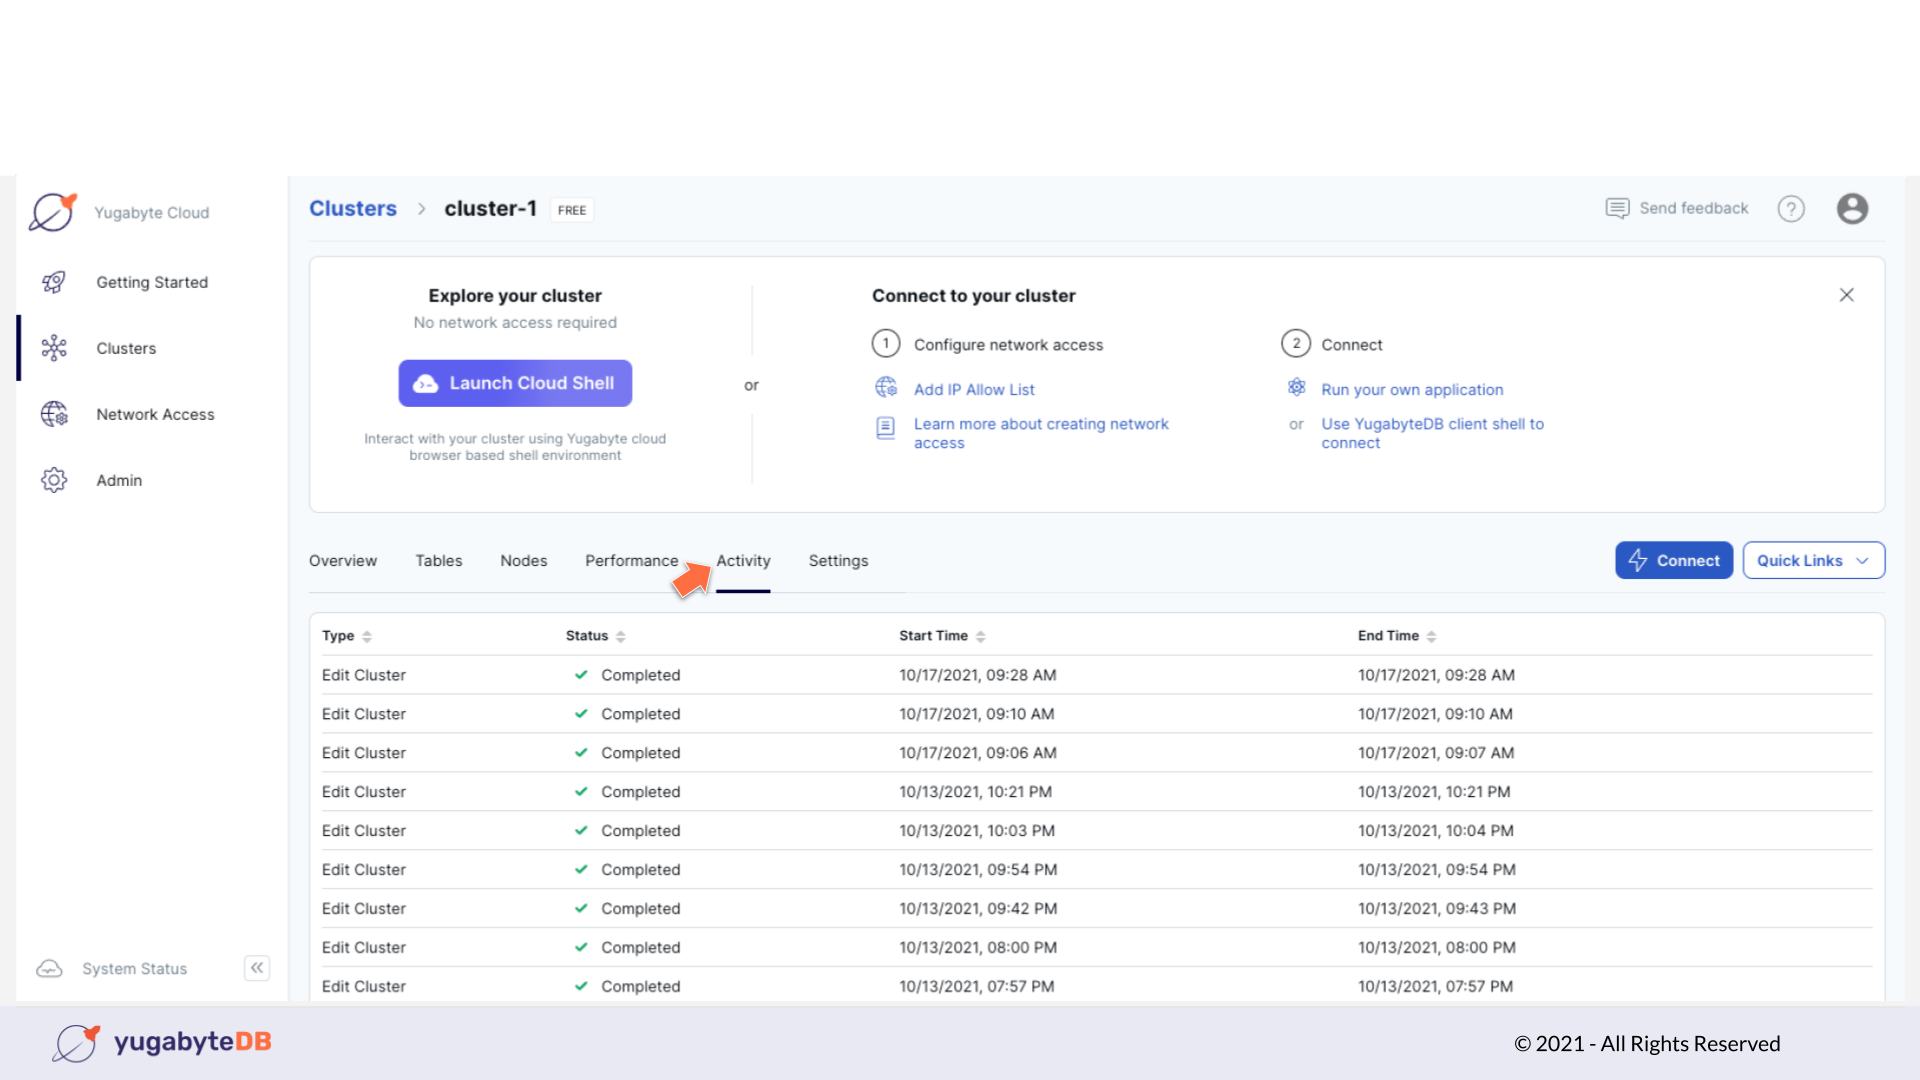 Yugabyte Cloud
Getting Started
Clusters
Network Access
Admin
System Status
Clusters > cluster-1 FREE
Send feedback ?
Explore your cluster
No network access required
Launch Cloud Shell
Interact with your cluster using Yugabyte cloud
browser based shell environment
or
Connect to your cluster
1 Configure network access
Add IP Allow List
Learn more about creating network
access
2 Connect
Run your own application
or Use YugabyteDB client shell to
connect
Overview Tables Nodes Performance Activity Settings
Connect Quick Links
Type Status Start Time End Time
Edit Cluster Completed 10/17/2021, 09:28 AM 10/17/2021, 09:28 AM
Edit Cluster Completed 10/17/2021, 09:10 AM 10/17/2021, 09:10 AM
Edit Cluster Completed 10/17/2021, 09:06 AM 10/17/2021, 09:07 AM
Edit Cluster Completed 10/13/2021, 10:21 PM 10/13/2021, 10:21 PM
Edit Cluster Completed 10/13/2021, 10:03 PM 10/13/2021, 10:04 PM
Edit Cluster Completed 10/13/2021, 09:54 PM 10/13/2021, 09:54 PM
Edit Cluster Completed 10/13/2021, 09:42 PM 10/13/2021, 09:43 PM
Edit Cluster Completed 10/13/2021, 08:00 PM 10/13/2021, 08:00 PM
Edit Cluster Completed 10/13/2021, 07:57 PM 10/13/2021, 07:57 PM
yugabyteDB
© 2021 - All Rights Reserved